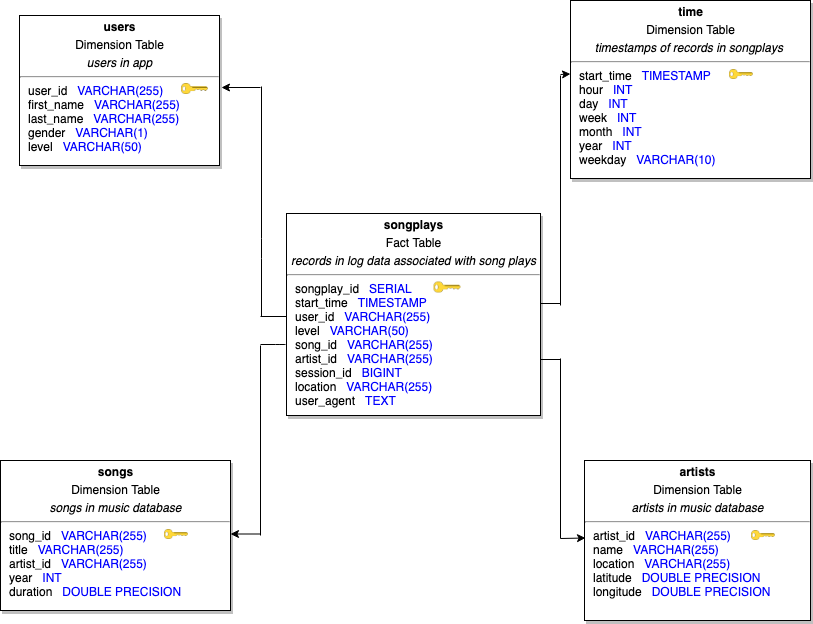 users
Dimension Table
users in app
user_id VARCHAR(255)
first_name VARCHAR(255)
last_name VARCHAR(255)
gender VARCHAR(1)
level VARCHAR(50)
time
Dimension Table
timestamps of records in songplays
start_time TIMESTAMP
hour INT
day INT
week INT
month INT
year INT
weekday VARCHAR(10)
songplays
Fact Table
records in log data associated with song plays
songplay_id SERIAL
start_time TIMESTAMP
user_id VARCHAR(255)
level VARCHAR(50)
song_id VARCHAR(255)
artist_id VARCHAR(255)
session_id BIGINT
location VARCHAR(255)
user_agent TEXT
songs
Dimension Table
songs in music database
song_id VARCHAR(255)
title VARCHAR(255)
artist_id VARCHAR(255)
year INT
duration DOUBLE PRECISION
artists
Dimension Table
artists in music database
artist_id VARCHAR(255)
name VARCHAR(255)
location VARCHAR(255)
latitude DOUBLE PRECISION
longitude DOUBLE PRECISION